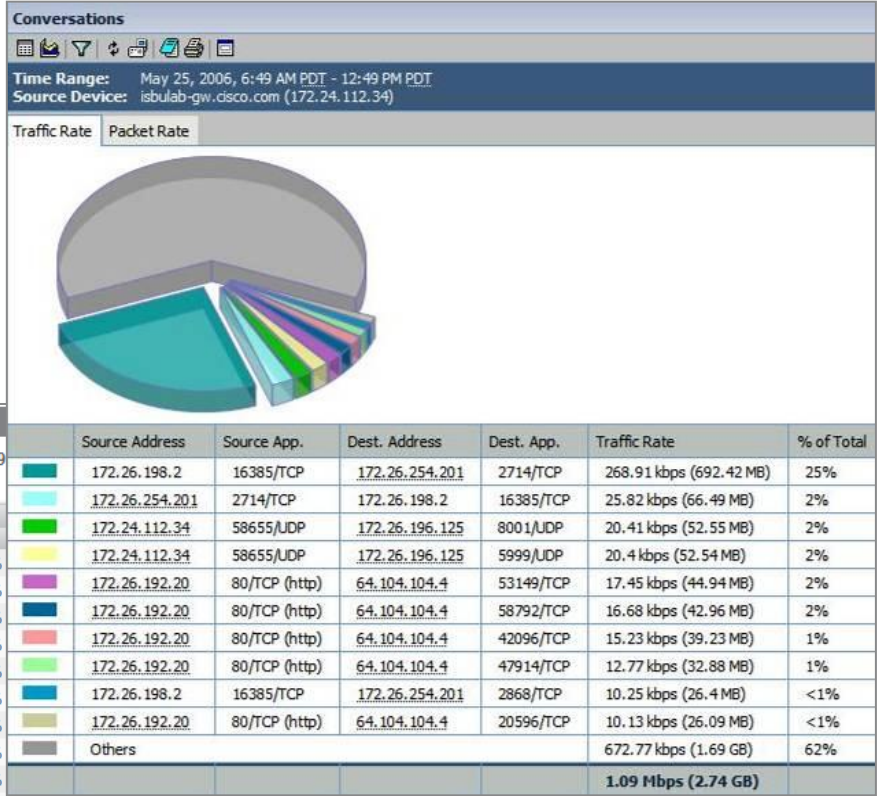 Conversations
Time Range: May 25, 2006, 6:49 AM PDT - 12:49 PM PDT
Source Device: isbulab-gw.cisco.com (172.24.112.34)
Traffic Rate Packet Rate
Source Address Source App. Dest. Address Dest. App. Traffic Rate % of Total
172.26.198.2 16385/TCP 172.26.254.201 2714/TCP 268.91 kbps (692.42 MB) 25%
172.26.254.201 2714/TCP 172.26.198.2 16385/TCP 25.82 kbps (66.49 MB) 2%
172.24.112.34 58655/UDP 172.26.196.125 8001/UDP 20.41 kbps (52.55 MB) 2%
172.24.112.34 58655/UDP 172.26.196.125 5999/UDP 20.4 kbps (52.54 MB) 2%
172.26.192.20 80/TCP (http) 64.104.104.4 53149/TCP 17.45 kbps (44.94 MB) 2%
172.26.192.20 80/TCP (http) 64.104.104.4 58792/TCP 16.68 kbps (42.96 MB) 2%
172.26.192.20 80/TCP (http) 64.104.104.4 42096/TCP 15.23 kbps (39.23 MB) 1%
172.26.192.20 80/TCP (http) 64.104.104.4 47914/TCP 12.77 kbps (32.88 MB) 1%
172.26.198.2 16385/TCP 172.26.254.201 2868/TCP 10.25 kbps (26.4 MB) <1%
172.26.192.20 80/TCP (http) 64.104.104.4 20596/TCP 10.13 kbps (26.09 MB) <1%
Others 672.77 kbps (1.69 GB) 62%
1.09 Mbps (2.74 GB)